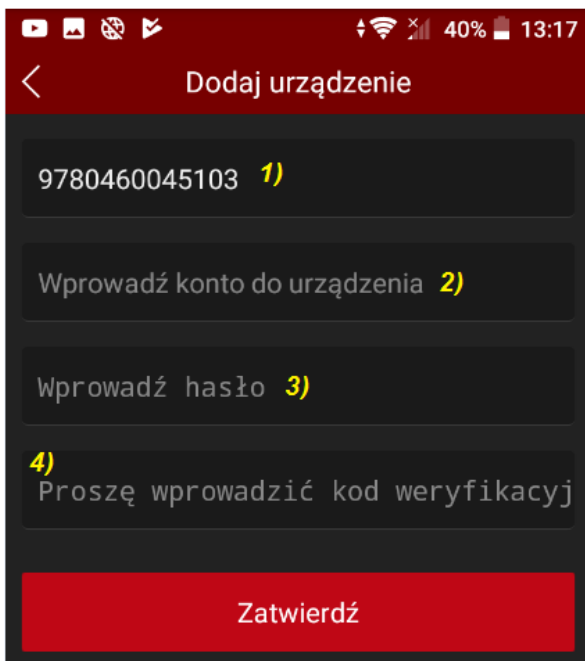 40% 13:17
Dodaj urządzenie
9780460045103 1)
Wprowadź konto do urządzenia 2)
Wprowadź hasło 3)
4)
Proszę wprowadzić kod weryfikacyj
Zatwierdź